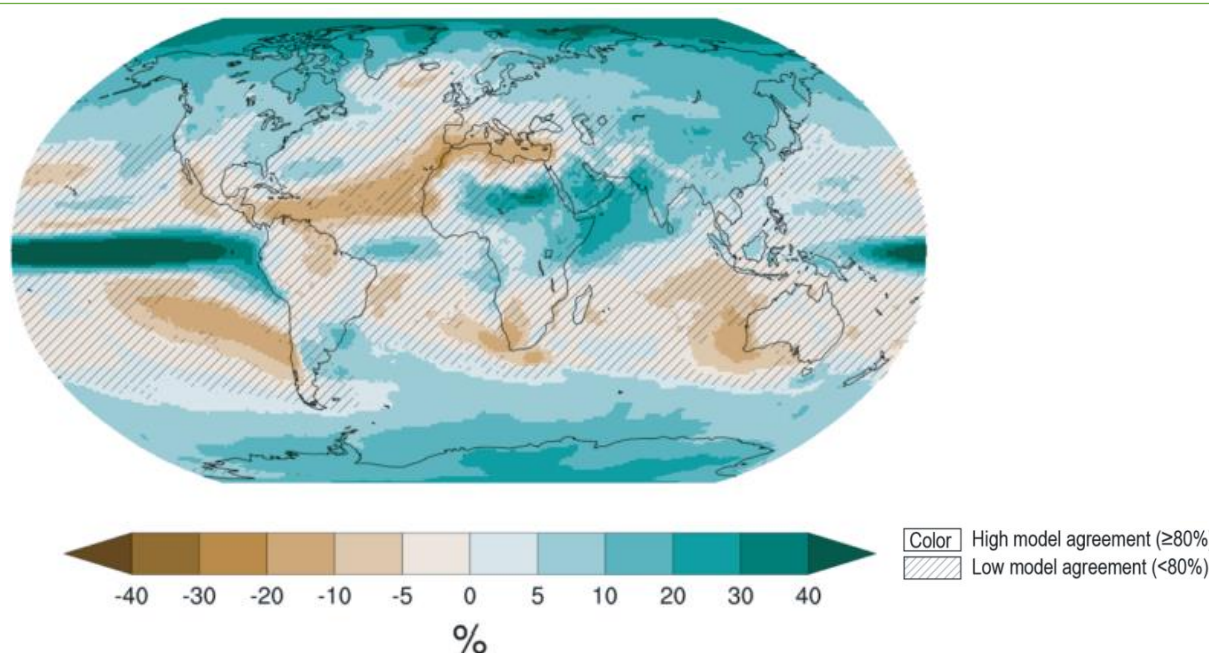 -40 -30 -20 -10 -5 0 5 10 20 30 40
%
Color High model agreement (≥80%
Low model agreement (<80%)